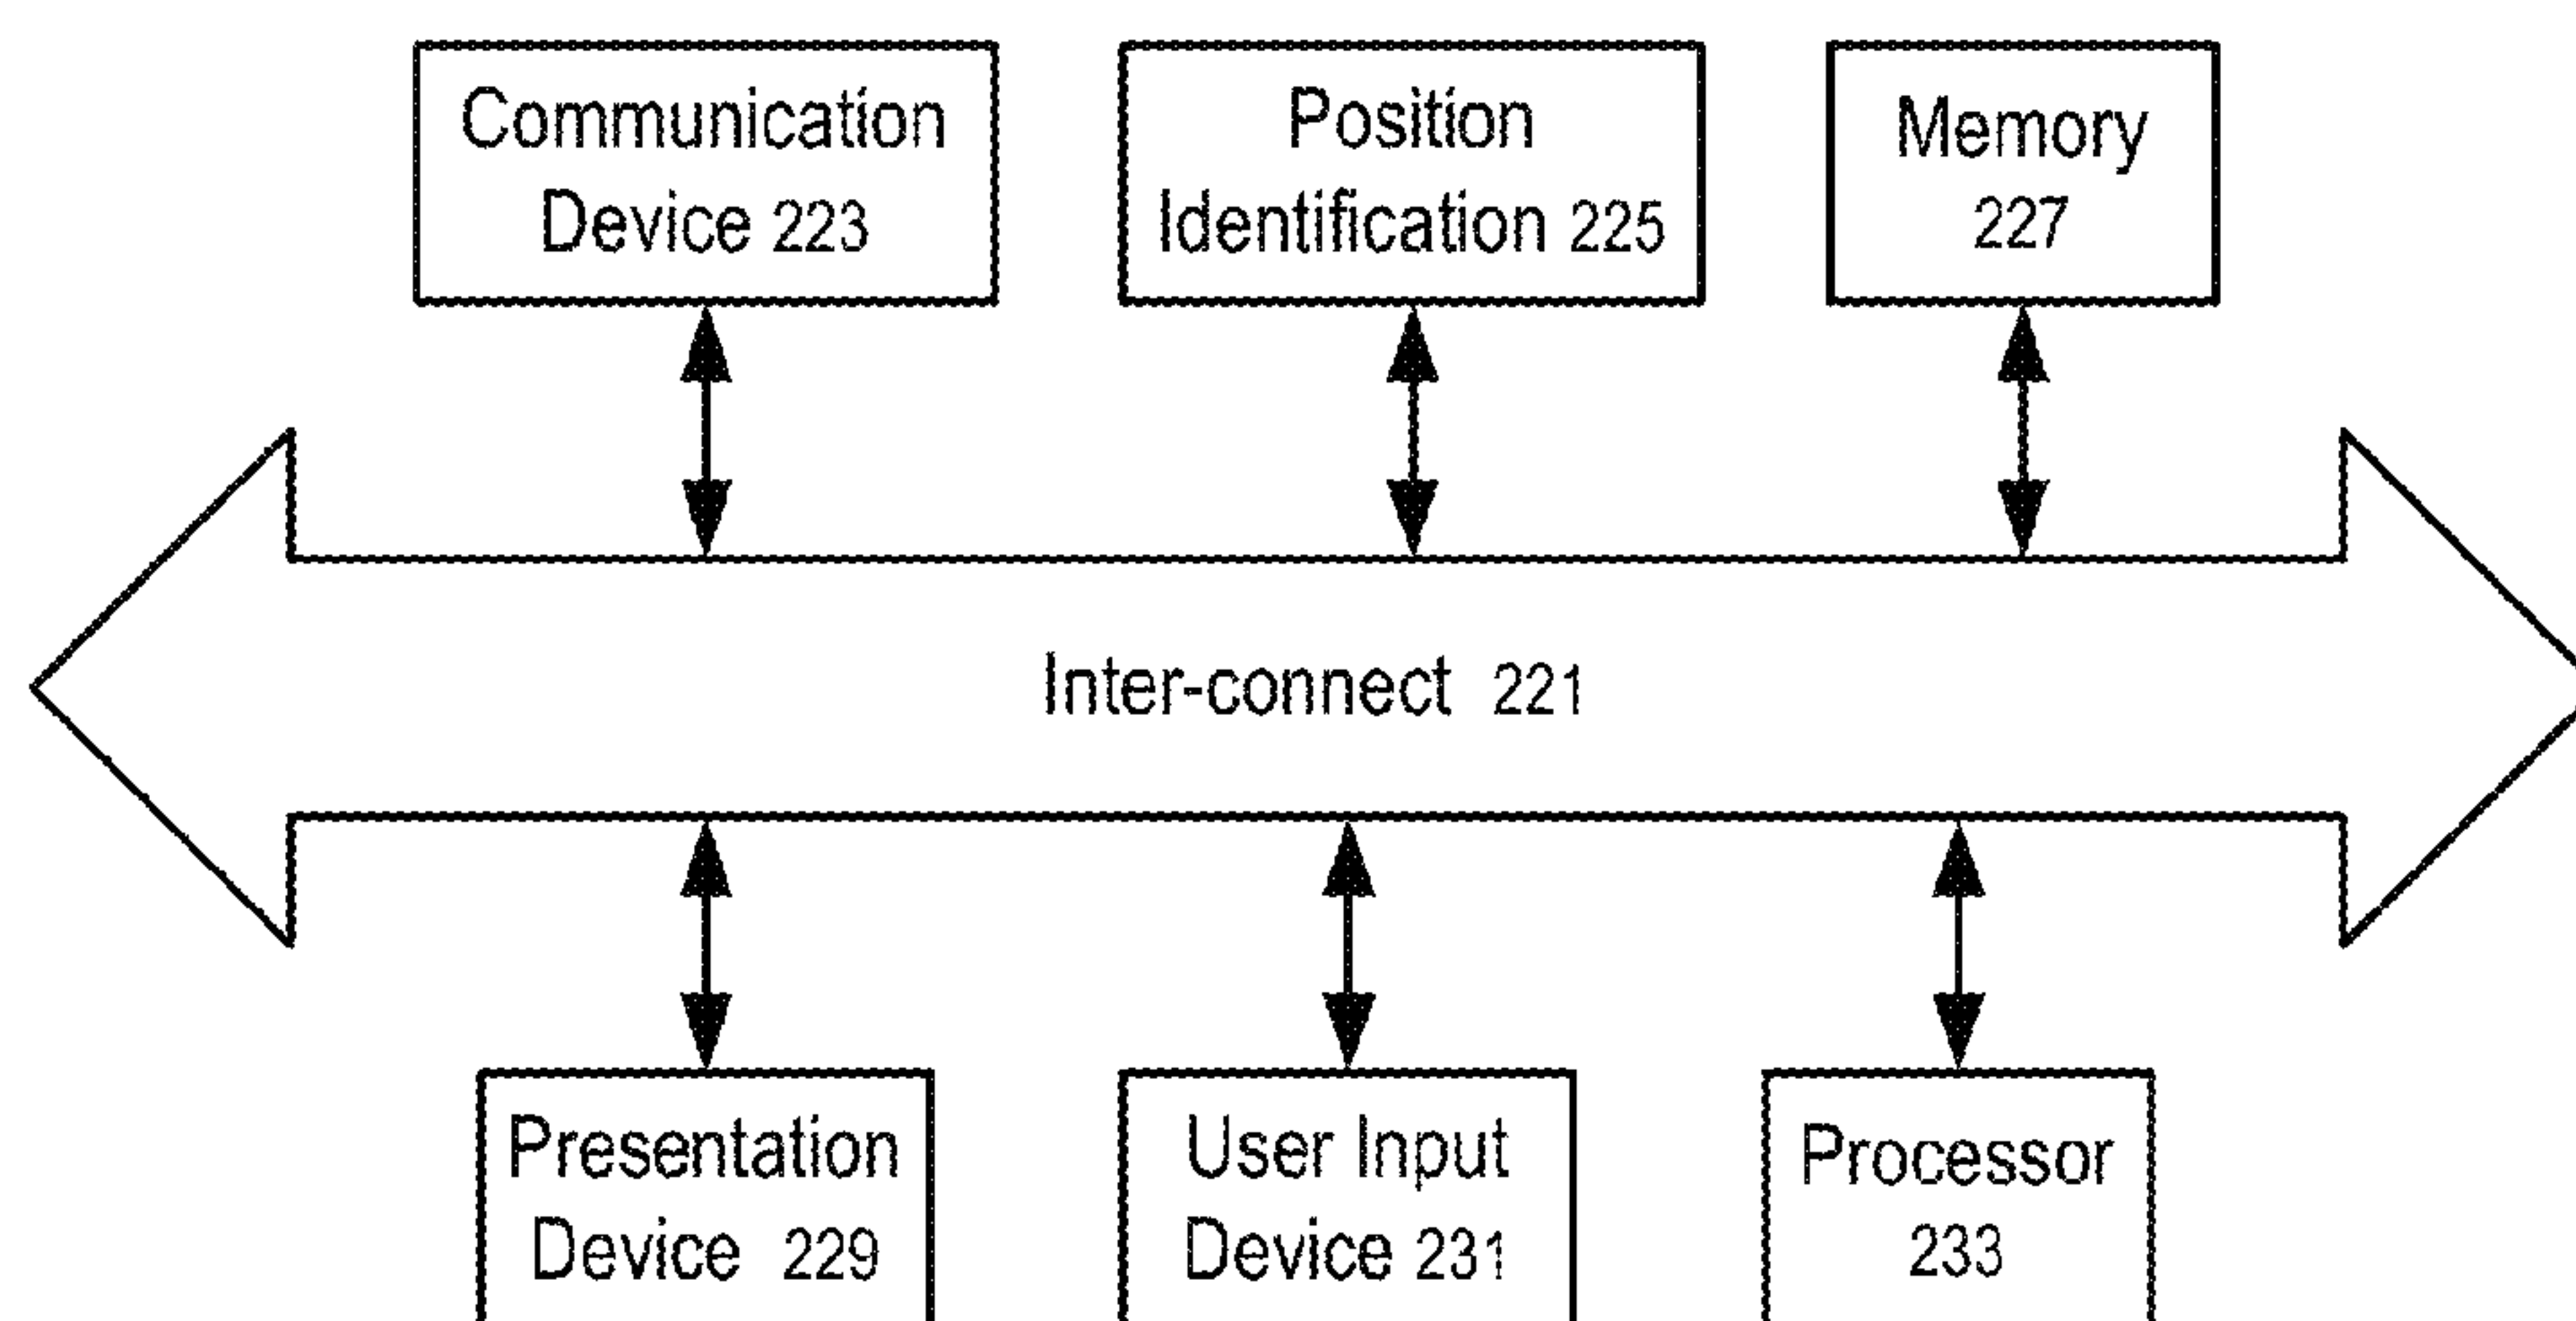 Communication
Device 223
Position
Identification 225
Memory
227
Inter-connect 221
Presentation
Device 229
User Input
Device 231
Processor
233